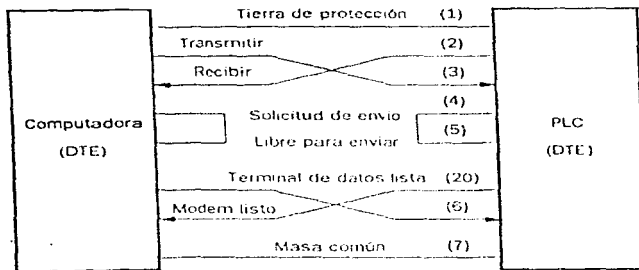 Tierra de protección (1)
Transmitir (2)
Recibir (3)
(4)
Solicitud de envio
Computadora
(DTE)
(5)
Libre para enviar
PLC
(DTE)
Terminal de datos lista (20)
Modem listo (6)
Masa común (7)